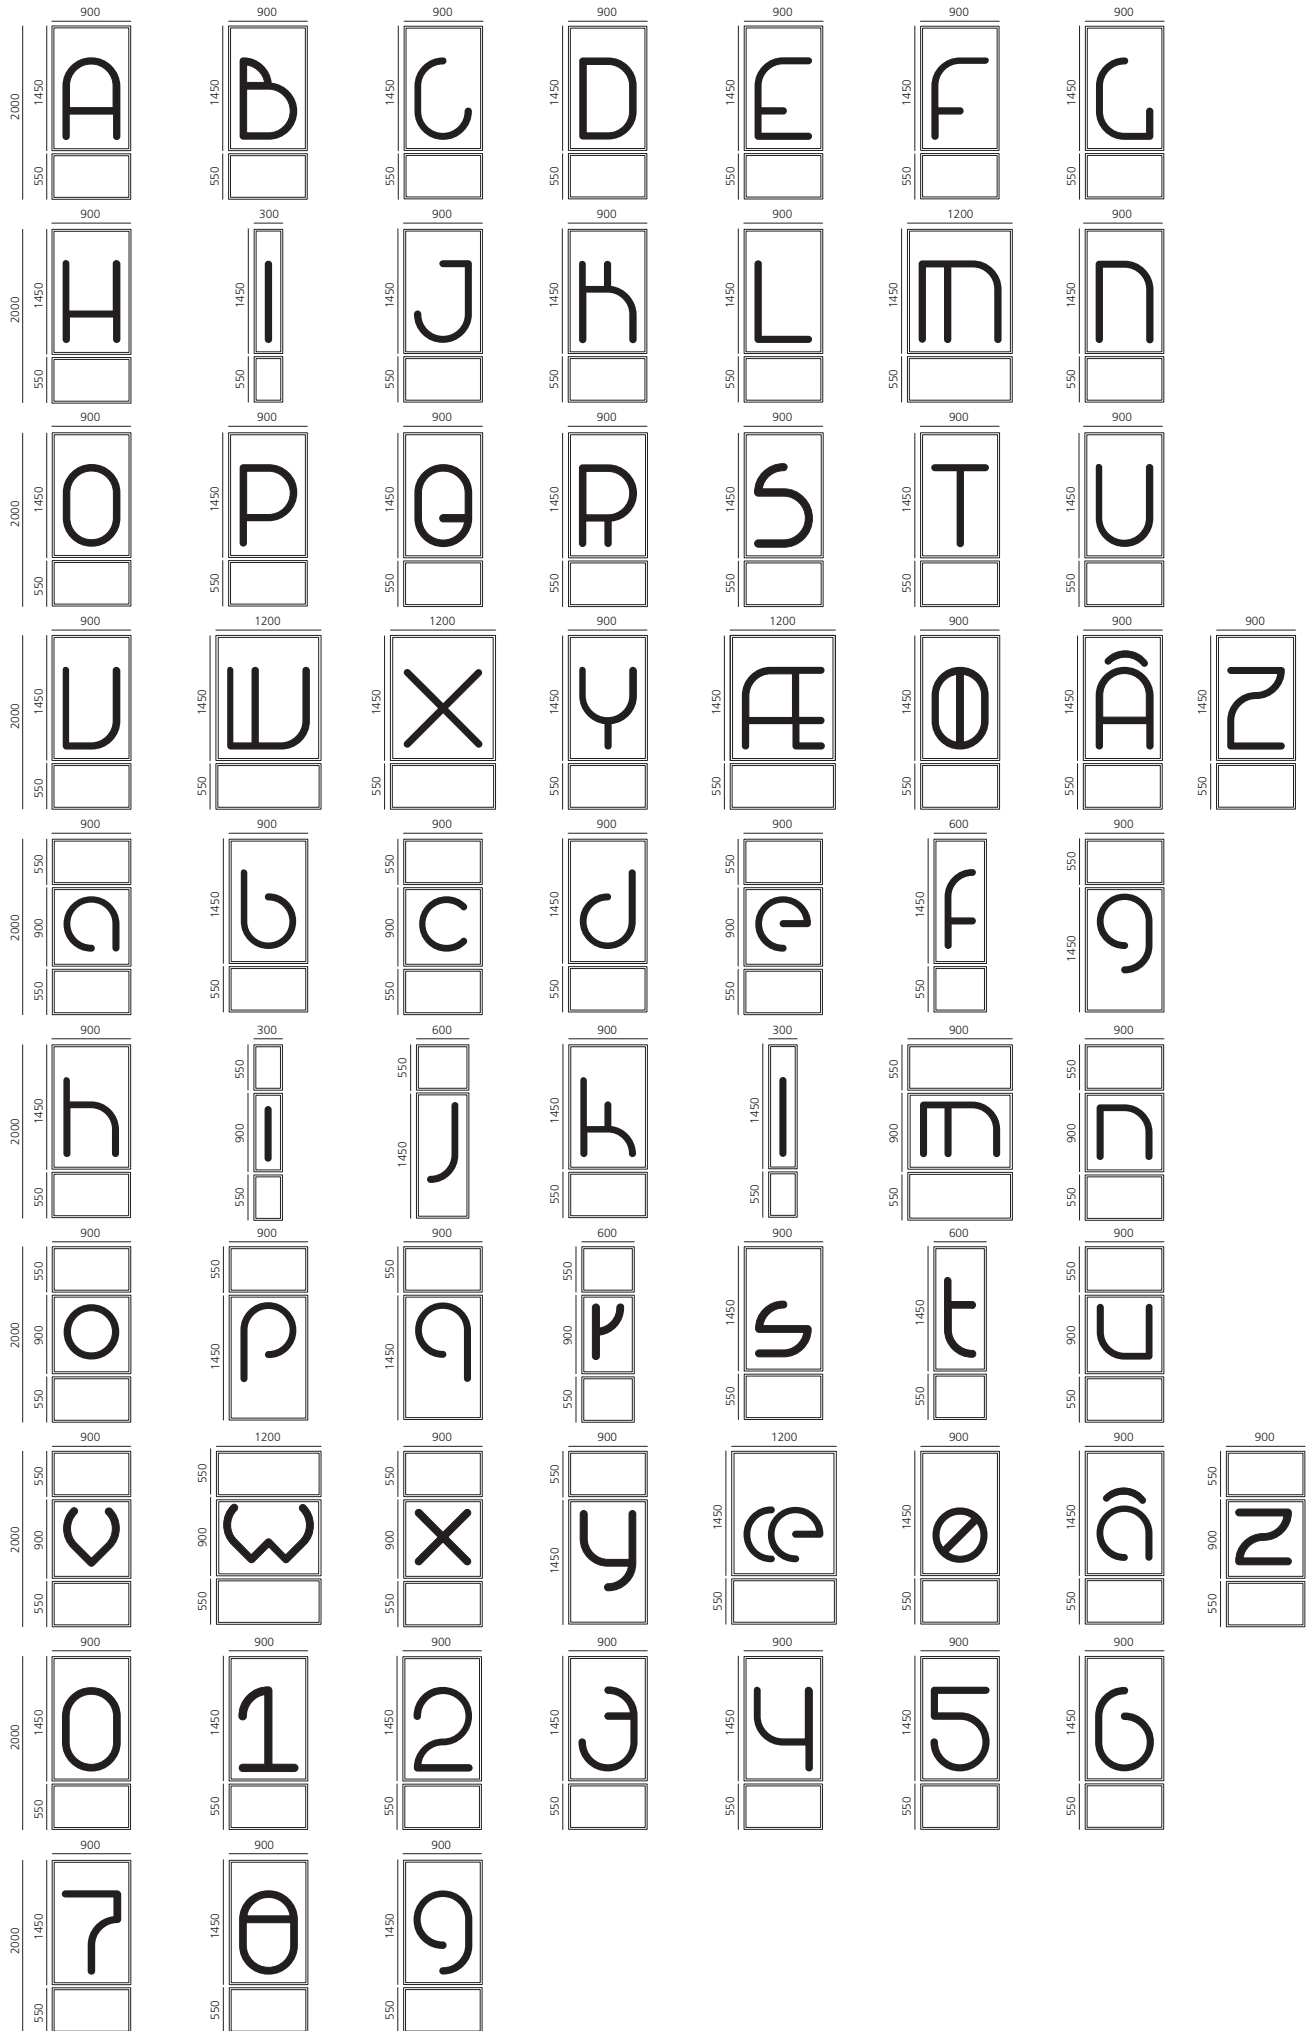 900 900 900 900 900 900 900
2000 1450 1450 1450 1450 1450 1450 1450
A B C D E F G
550 550 550 550 550 550 550
900 300 900 900 900 1200 900
2000 1450 1450 1450 1450 1450 1450 1450
H I J K L M n
550 550 550 550 550 550 550
900 900 900 900 900 900 900
2000 1450 1450 1450 1450 1450 1450 1450
O P Q R S T U
550 550 550 550 550 550 550
900 1200 1200 900 1200 900 900 900
2000 1450 1450 1450 1450 1450 1450 1450 1450
V W X Y Æ Ø Â Z
550 550 550 550 550 550 550 550
900 900 900 900 900 600 900
550 550 550 550
2000 900 1450 900 1450 900 1450 1450
a b c d e f g
550 550 550 550 550 550
900 300 600 900 300 900 900
550 550 550 550
2000 1450 900 1450 1450 1450 900 900
h i j k l m n
550 550 550 550 550 550
900 900 900 600 900 600 900
550 550 550 550 550
2000 900 1450 1450 900 1450 1450 900
o p q r s t u
550 550 550 550 550
900 1200 900 900 1200 900 900 900
550 550 550 550 550
2000 900 900 900 1450 1450 1450 1450 900
v w x y œ ø â z
550 550 550 550 550 550 550
900 900 900 900 900 900 900
2000 1450 1450 1450 1450 1450 1450 1450
0 1 2 3 4 5 6
550 550 550 550 550 550 550
900 900 900
2000 1450 1450 1450
7 8 9
550 550 550